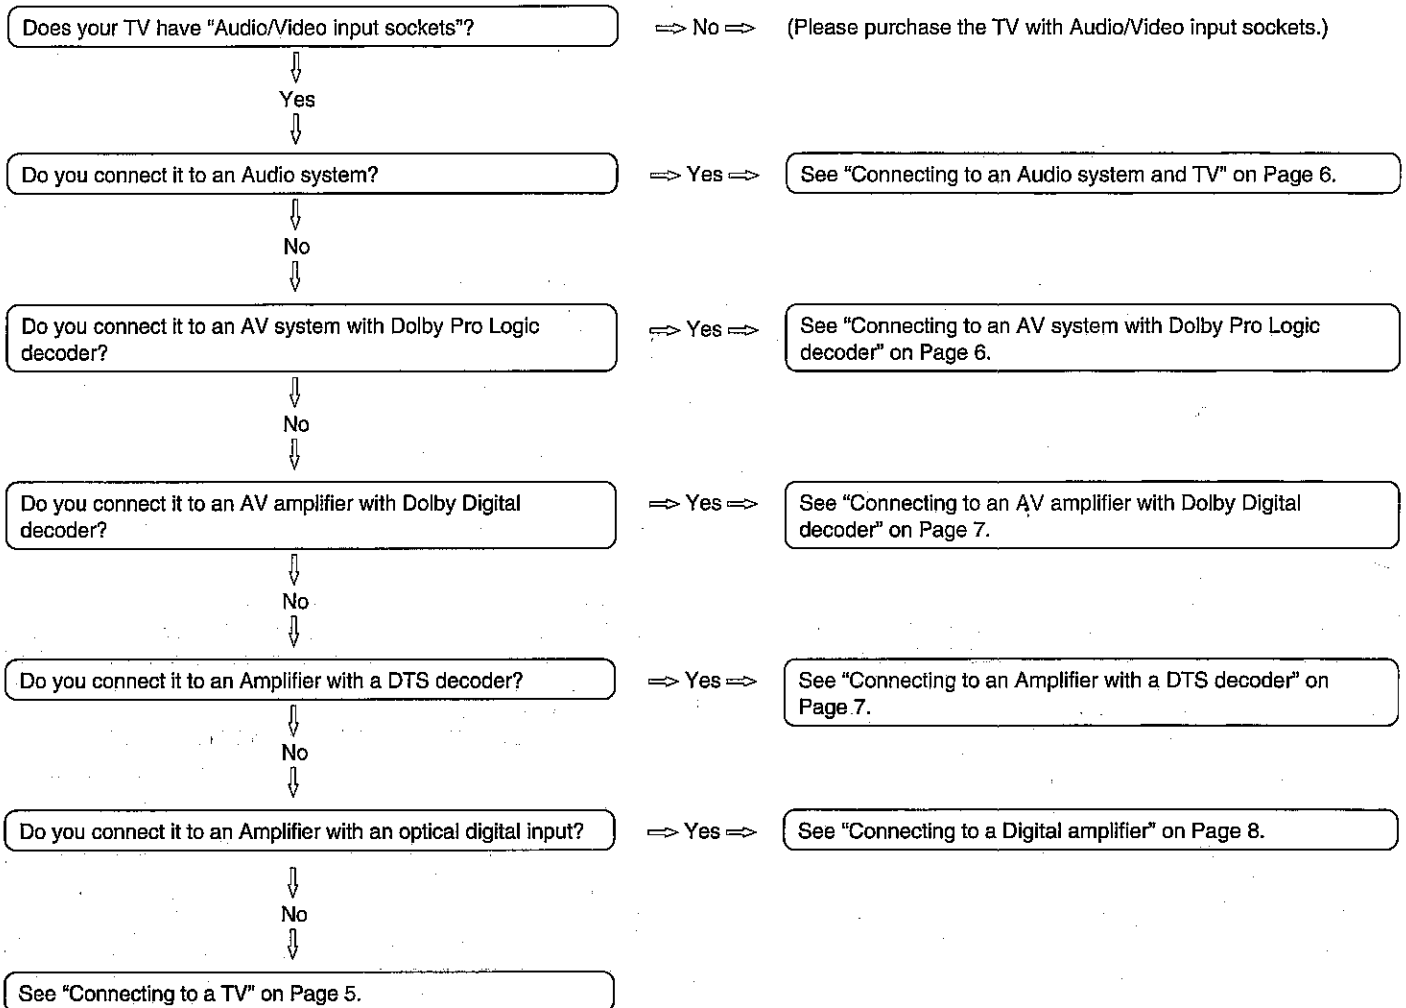 Does your TV have “Audio/Video input sockets”?
No
(Please purchase the TV with Audio/Video input sockets.)
Yes
Do you connect it to an Audio system?
Yes
See “Connecting to an Audio system and TV” on Page 6.
No
Do you connect it to an AV system with Dolby Pro Logic
decoder?
Yes
See “Connecting to an AV system with Dolby Pro Logic
decoder” on Page 6.
No
Do you connect it to an AV amplifier with Dolby Digital
decoder?
Yes
See “Connecting to an AV amplifier with Dolby Digital
decoder” on Page 7.
No
Do you connect it to an Amplifier with a DTS decoder?
Yes
See “Connecting to an Amplifier with a DTS decoder” on
Page 7.
No
Do you connect it to an Amplifier with an optical digital input?
Yes
See “Connecting to a Digital amplifier” on Page 8.
No
See “Connecting to a TV” on Page 5.